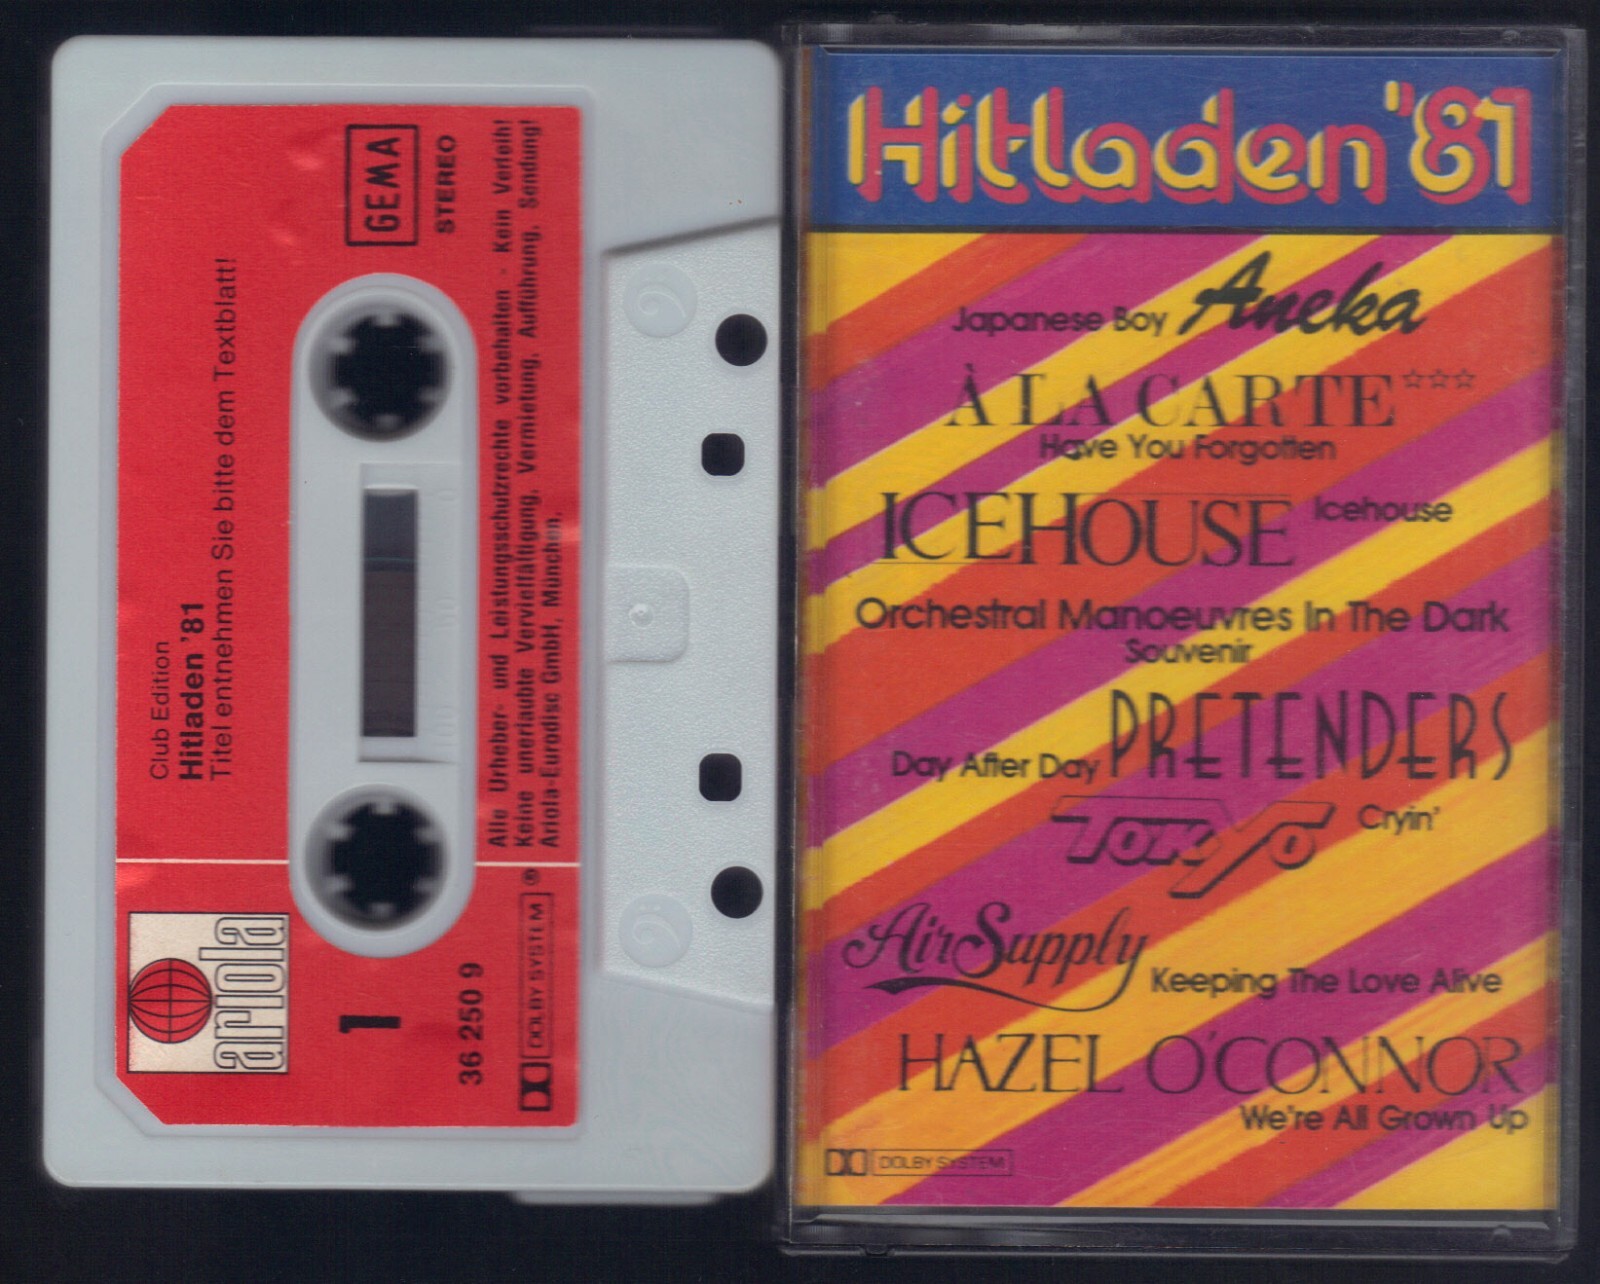 Club Edition
Hitladen '81
Titel entnehmen Sie bitte dem Textblatt!
GEMA
STEREO
Alle Urheber- und Leistungsschutzrechte vorbehalten - Kein Verleih!
Keine unerlaubte Vervielfältigung, Vermietung, Aufführung, Sendung!
Ariola-Eurodisc GmbH, München.
ariola
1
36 250 9
DOLBY SYSTEM ®
0
50
100
Hitladen '81
Japanese Boy Aneka
À LA CARTE ☆☆☆
Have You Forgotten
ICEHOUSE Icehouse
Orchestral Manoeuvres In The Dark
Souvenir
Day After Day PRETENDERS
TOKYO Cryin'
Air Supply Keeping The Love Alive
HAZEL O'CONNOR
We're All Grown Up
DOLBY SYSTEM